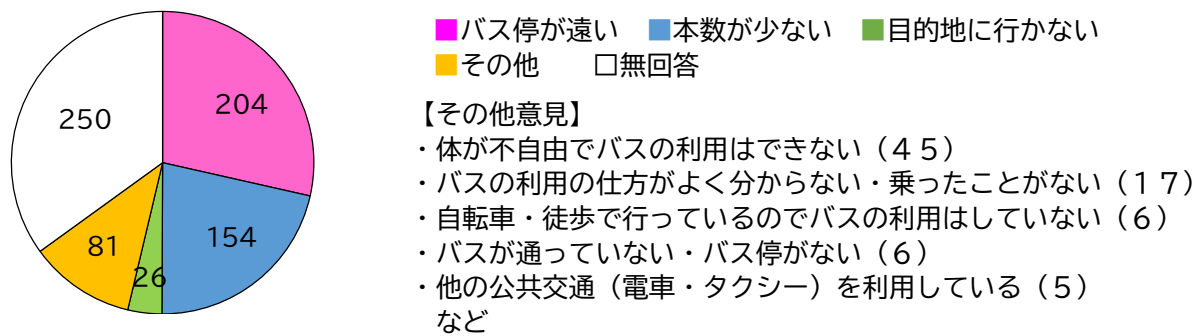 250
204
154
81
26
■バス停が遠い ■本数が少ない ■目的地に行かない
■その他 □無回答
【その他意見】
・体が不自由でバスの利用はできない（４５）
・バスの利用の仕方がよく分からない・乗ったことがない（１７）
・自転車・徒歩で行っているのでバスの利用はしていない（６）
・バスが通っていない・バス停がない（６）
・他の公共交通（電車・タクシー）を利用している（５）
など